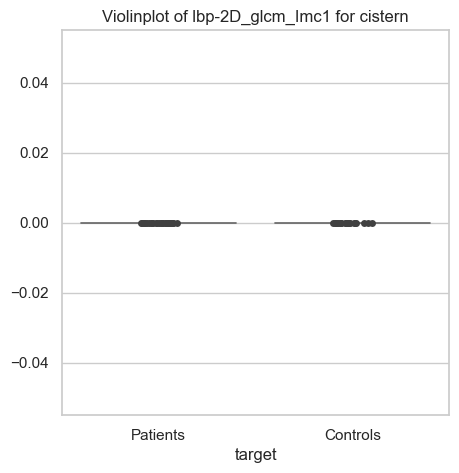 Violinplot of lbp-2D_glcm_Imc1 for cistern
0.04
0.02
0.00
−0.02
−0.04
Patients Controls
target